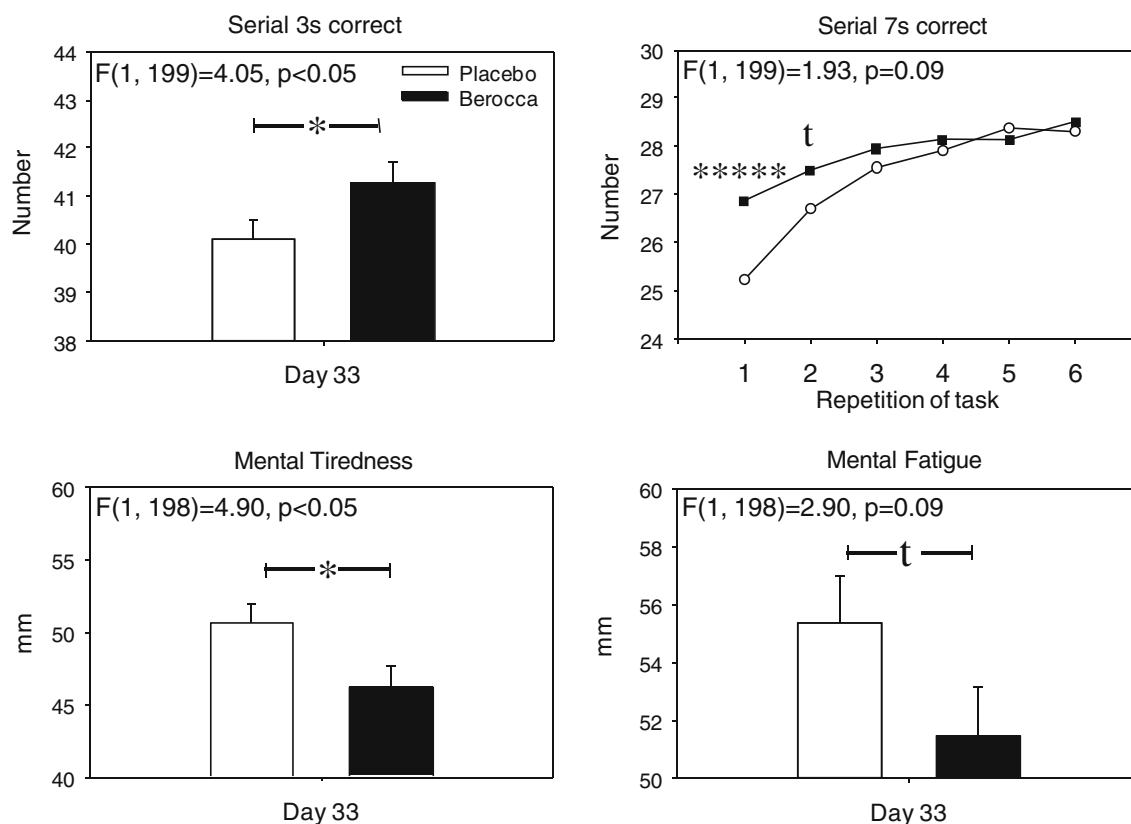 Serial 3s correct
44
43
42
41
40
39
38
Number
F(1, 199)=4.05, p<0.05
Placebo
Berocca
*
Day 33
Serial 7s correct
30
29
28
27
26
25
24
Number
F(1, 199)=1.93, p=0.09
*****
t
1 2 3 4 5 6
Repetition of task
Mental Tiredness
60
55
50
45
40
mm
F(1, 198)=4.90, p<0.05
*
Day 33
Mental Fatigue
60
58
56
54
52
50
mm
F(1, 198)=2.90, p=0.09
t
Day 33